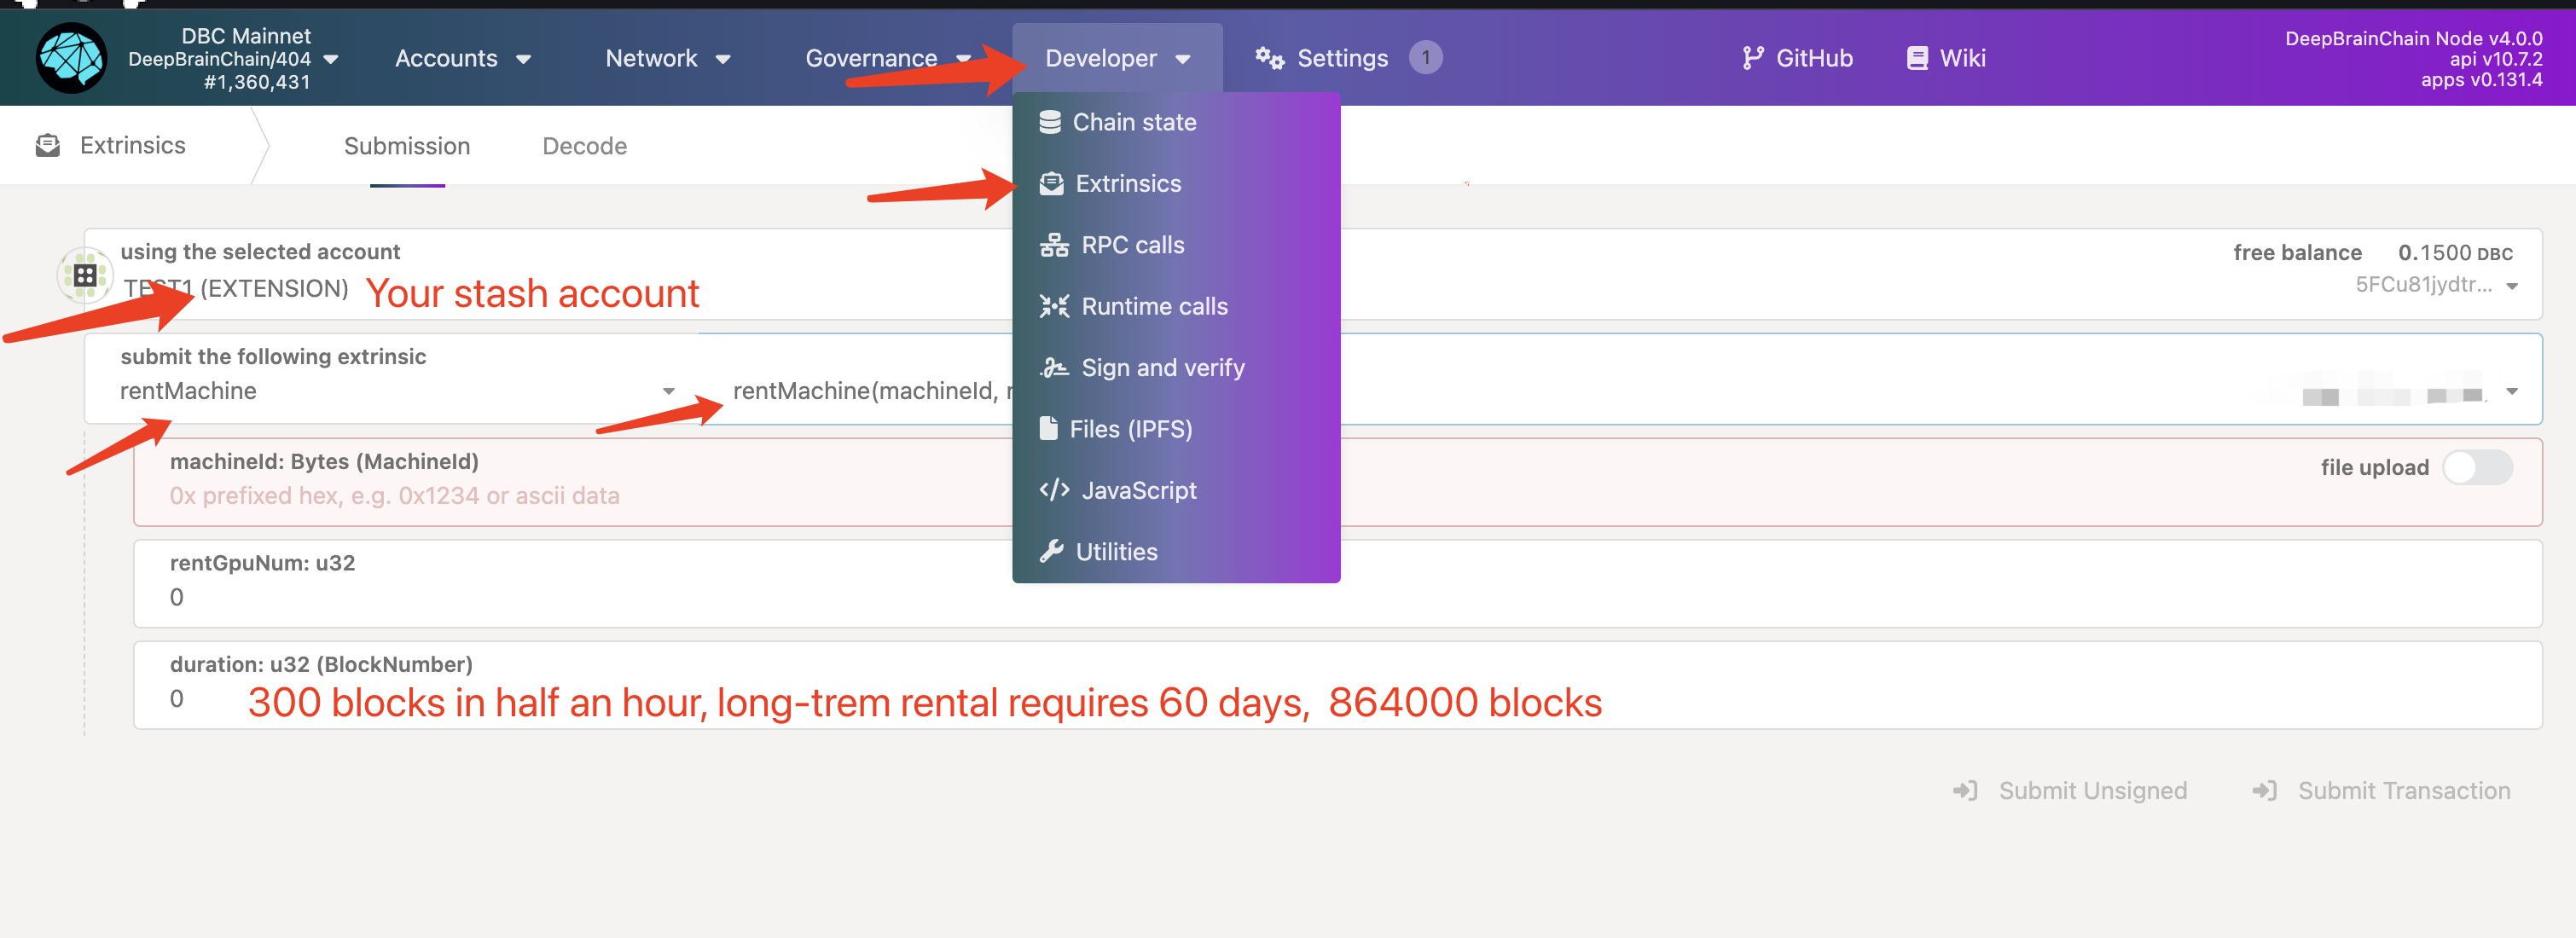 DBC Mainnet
DeepBrainChain/404
#1,360,431
Accounts
Network
Governance
Developer
Settings
1
GitHub
Wiki
DeepBrainChain Node v4.0.0
api v10.7.2
apps v0.131.4
Extrinsics
Submission
Decode
Chain state
Extrinsics
RPC calls
Runtime calls
Sign and verify
Files (IPFS)
JavaScript
Utilities
using the selected account
TEST1 (EXTENSION)
Your stash account
free balance 0.1500 DBC
5FCu81jydtr...
submit the following extrinsic
rentMachine
rentMachine(machineId,
machineId: Bytes (MachineId)
0x prefixed hex, e.g. 0x1234 or ascii data
file upload
rentGpuNum: u32
0
duration: u32 (BlockNumber)
0
300 blocks in half an hour, long-trem rental requires 60 days, 864000 blocks
Submit Unsigned
Submit Transaction